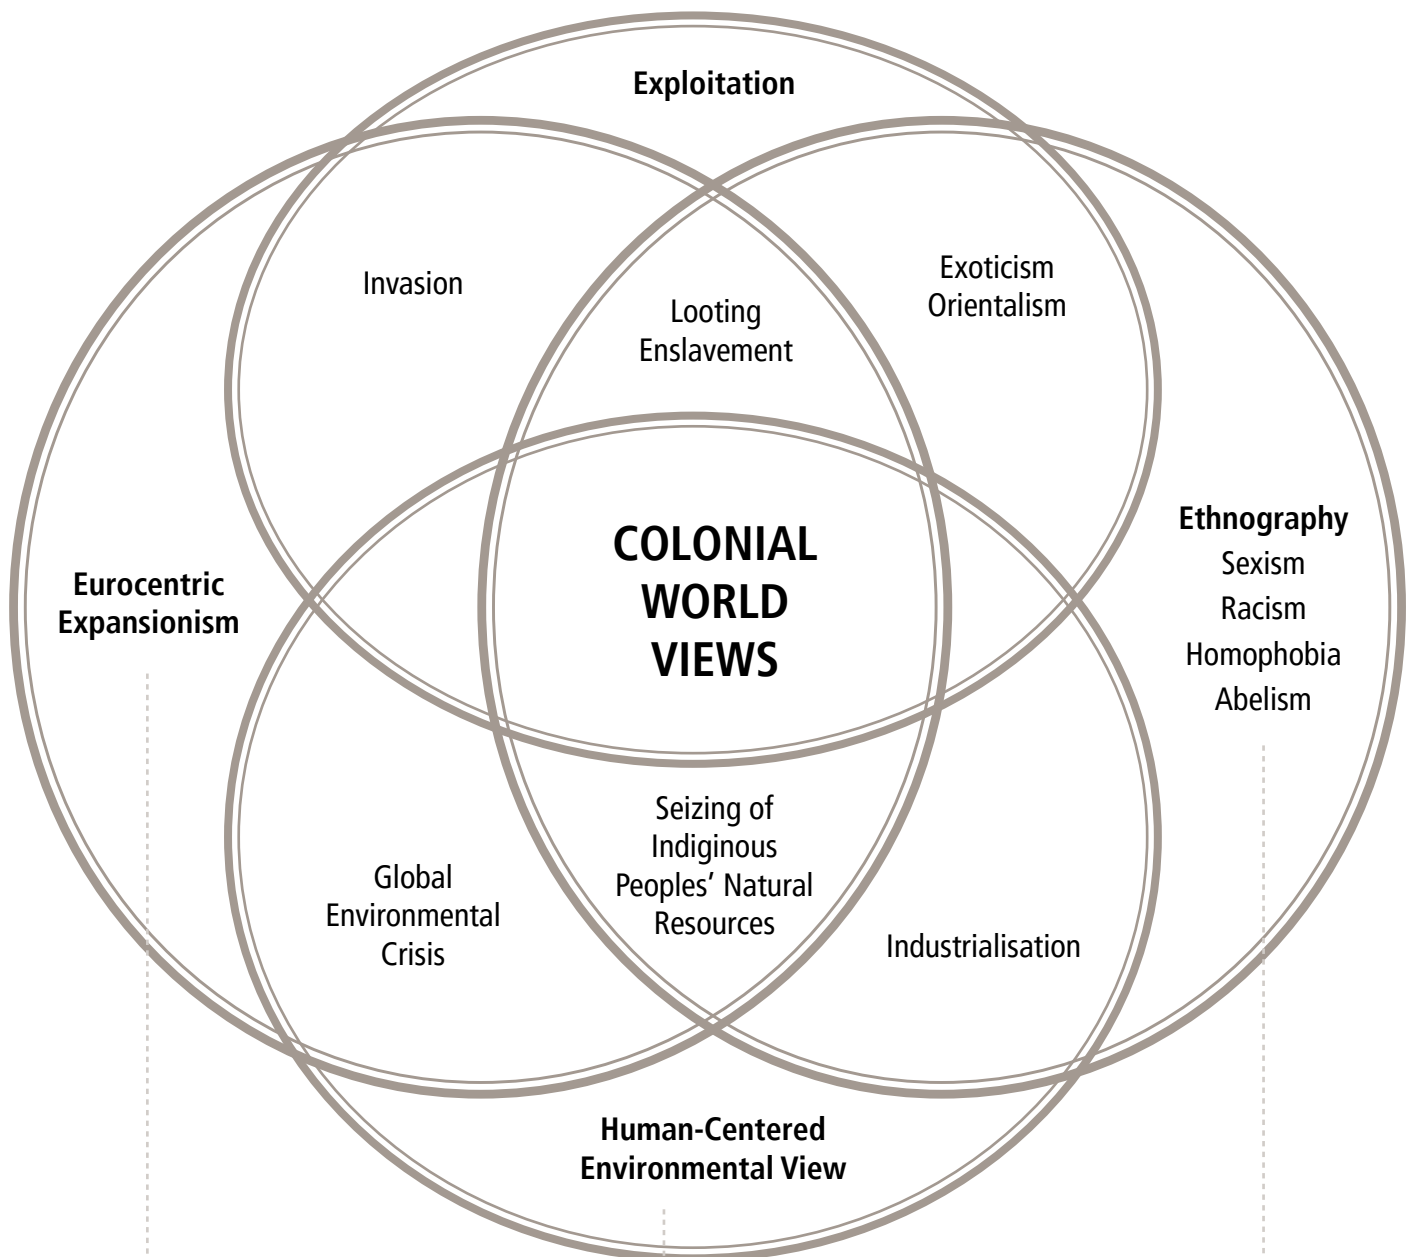 Exploitation
Invasion
Exoticism
Orientalism
Looting
Enslavement
Eurocentric
Expansionism
COLONIAL
WORLD
VIEWS
Ethnography
Sexism
Racism
Homophobia
Abelism
Global
Environmental
Crisis
Seizing of
Indiginous
Peoples’ Natural
Resources
Industrialisation
Human-Centered
Environmental View